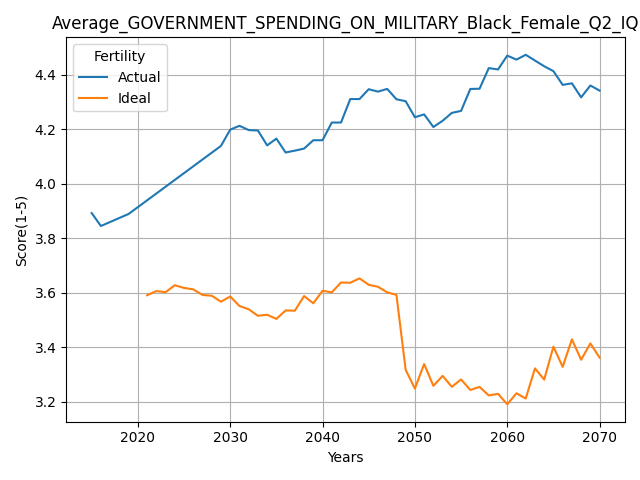 Average_GOVERNMENT_SPENDING_ON_MILITARY_Black_Female_Q2_IQ
Fertility
Actual
Ideal
Score(1-5)
4.4
4.2
4.0
3.8
3.6
3.4
3.2
2020 2030 2040 2050 2060 2070
Years